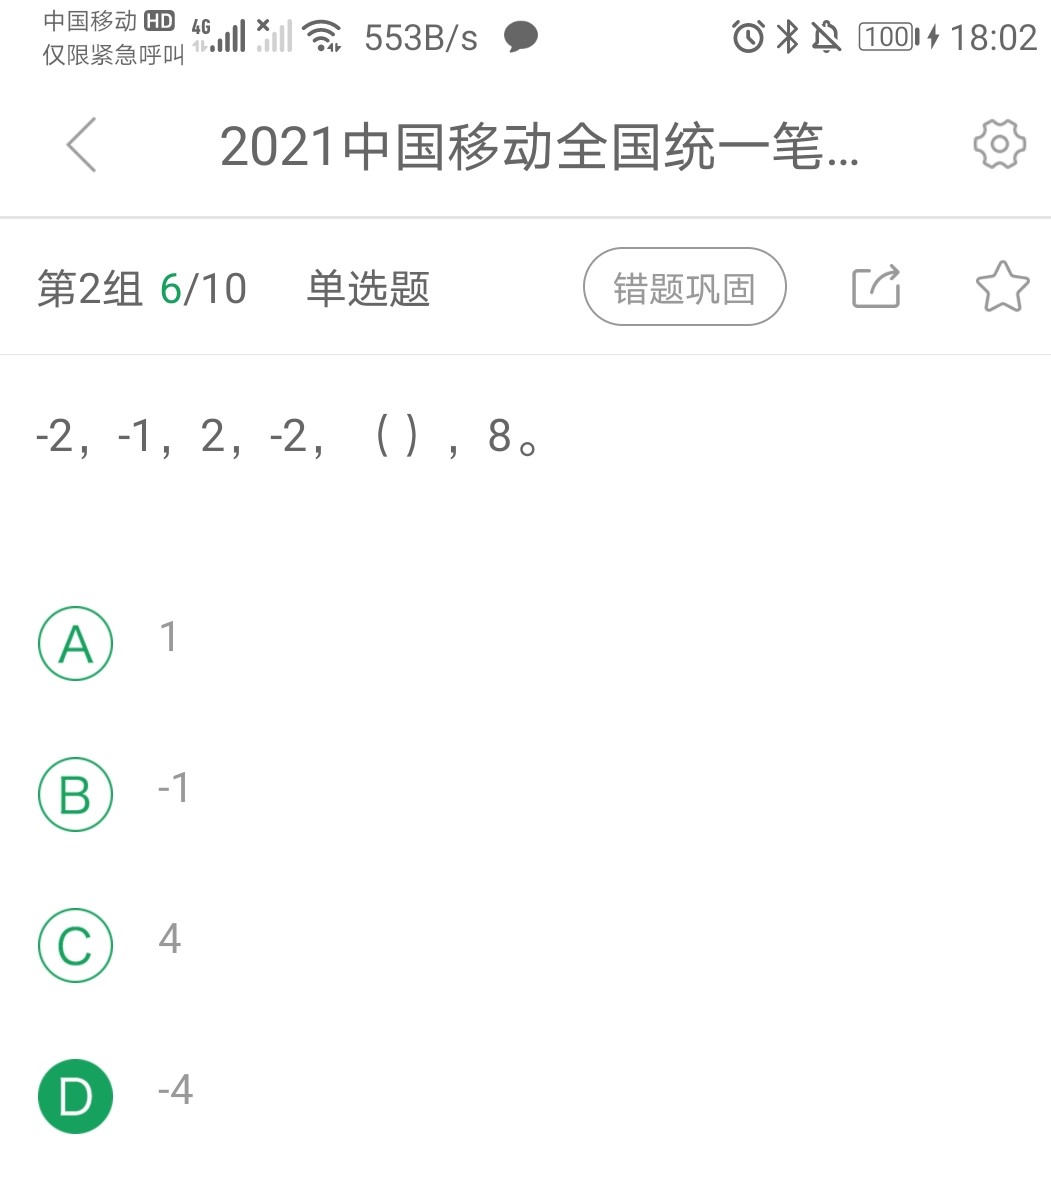 中国移动 HD 4G 553B/s 100 18:02
仅限紧急呼叫
2021中国移动全国统一笔...
第2组 6/10 单选题 错题巩固
-2，-1，2，-2，（ ），8。
A 1
B -1
C 4
D -4